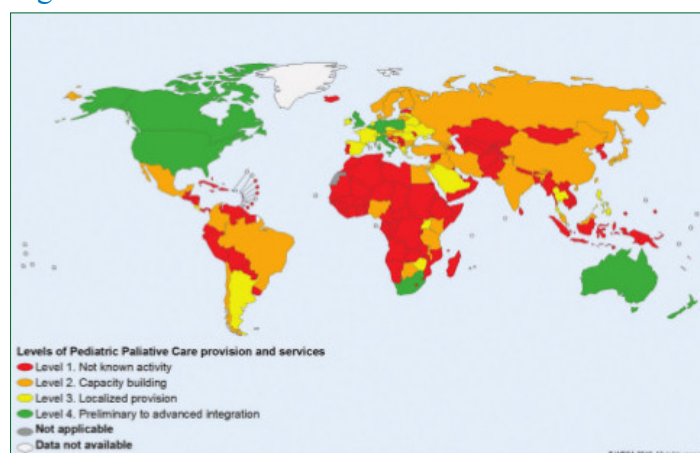 Levels of Pediatric Paliative Care provision and services
Level 1. Not known activity
Level 2. Capacity building
Level 3. Localized provision
Level 4. Preliminary to advanced integration
Not applicable
Data not available